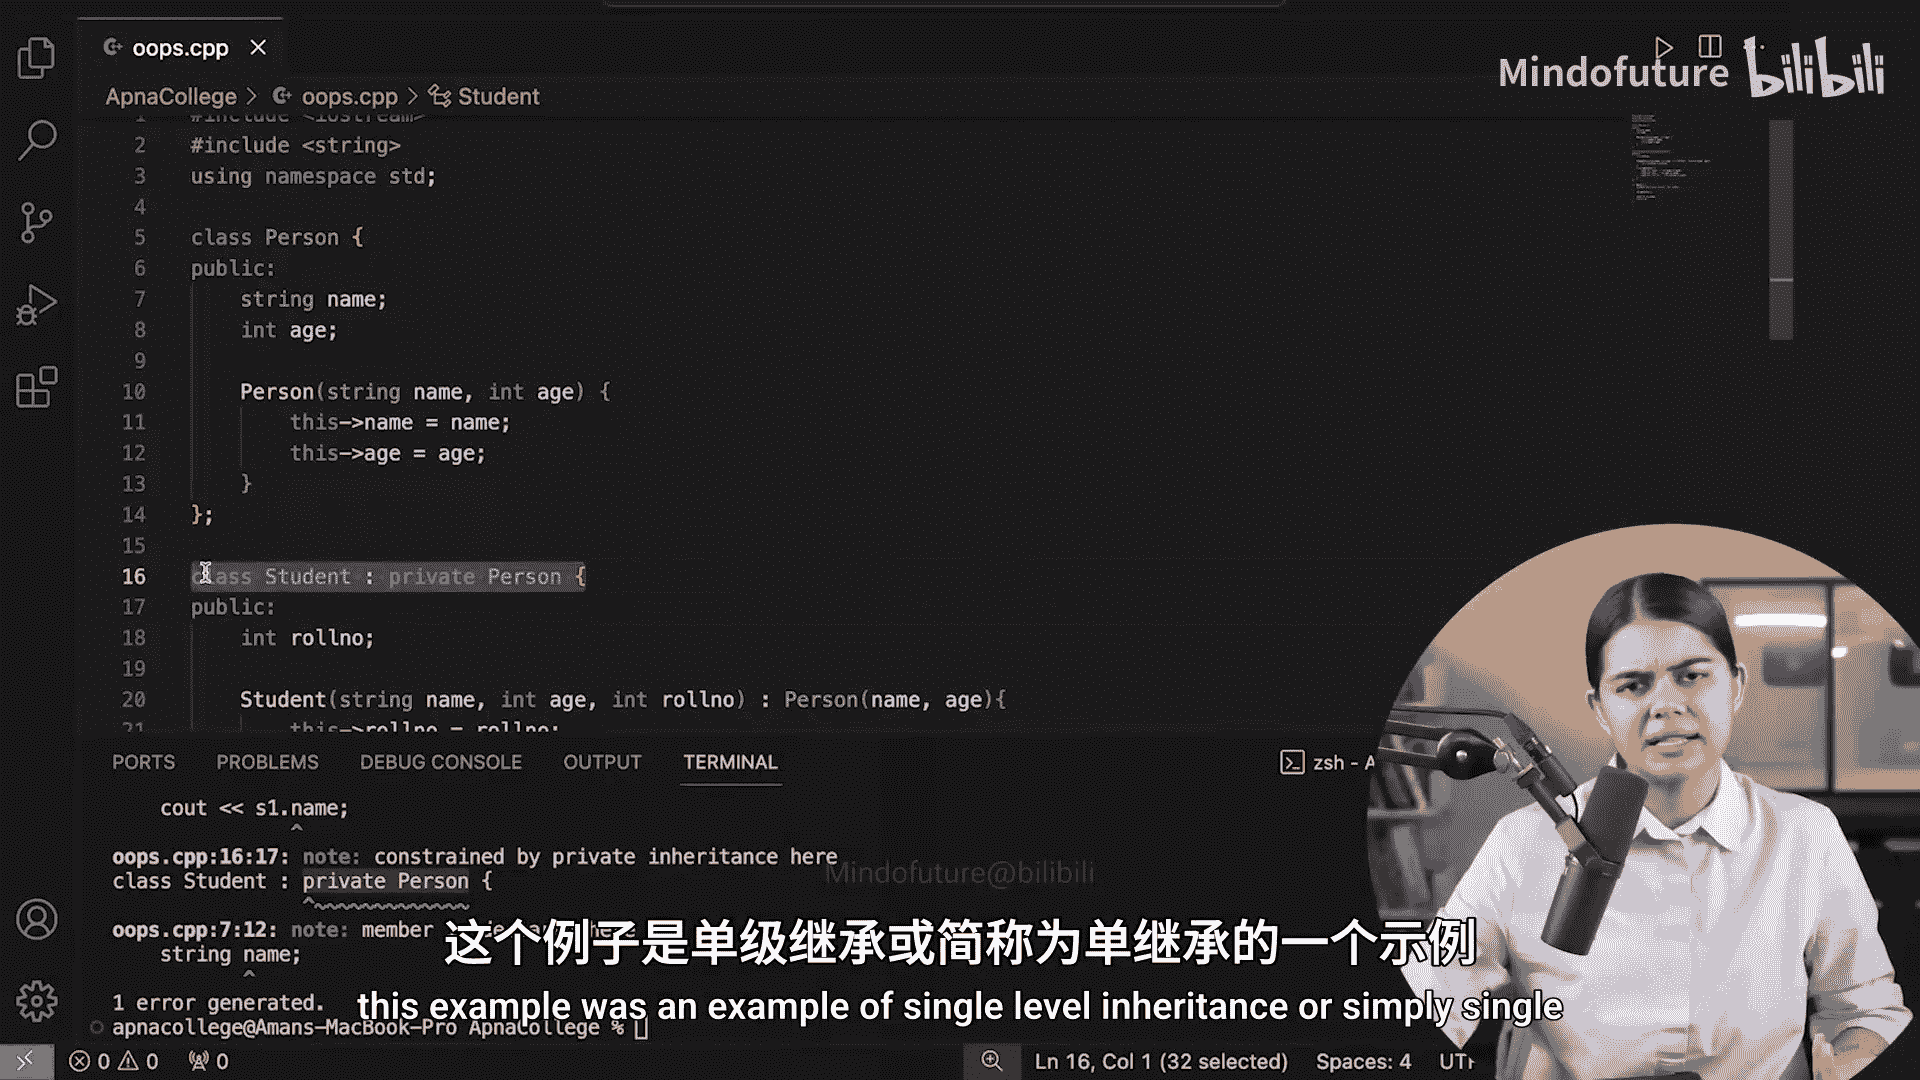 oops.cpp
Mindofuture bilibili
ApnaCollege > oops.cpp > Student
1 #include <iostream>
2 #include <string>
3 using namespace std;
4
5 class Person {
6 public:
7 string name;
8 int age;
9
10 Person(string name, int age) {
11 this->name = name;
12 this->age = age;
13 }
14 };
15
16 class Student : private Person {
17 public:
18 int rollno;
19
20 Student(string name, int age, int rollno) : Person(name, age){
21 this->rollno = rollno;
PORTS PROBLEMS DEBUG CONSOLE OUTPUT TERMINAL
zsh - A
cout << s1.name;
^
oops.cpp:16:17: note: constrained by private inheritance here
class Student : private Person {
^~~~~~~~~~~~~~
Mindofuture@bilibili
oops.cpp:7:12: note: member
string name;
^
这个例子是单级继承或简称为单继承的一个示例
1 error generated.
this example was an example of single level inheritance or simply single
apnacollege@Amans-MacBook-Pro ApnaCollege %
0 0 0
Ln 16, Col 1 (32 selected) Spaces: 4 UTF